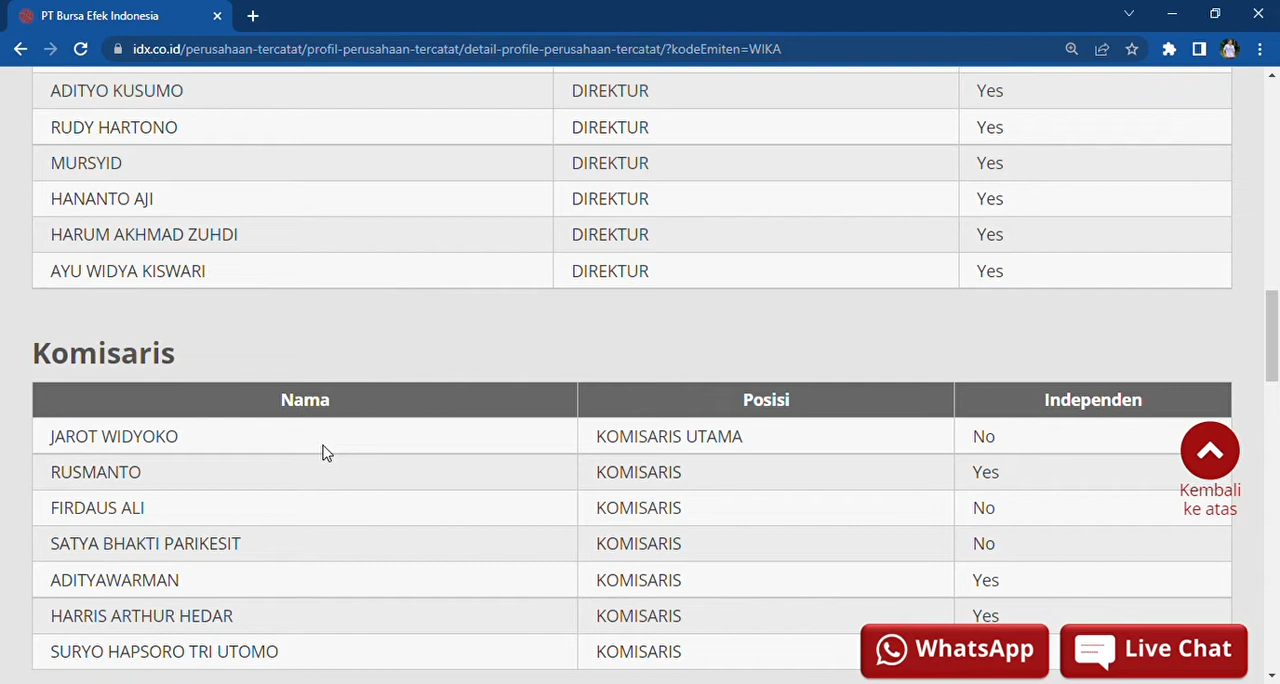 PT Bursa Efek Indonesia
idx.co.id/perusahaan-tercatat/profil-perusahaan-tercatat/detail-profile-perusahaan-tercatat/?kodeEmiten=WIKA
ADITYO KUSUMO DIREKTUR Yes
RUDY HARTONO DIREKTUR Yes
MURSYID DIREKTUR Yes
HANANTO AJI DIREKTUR Yes
HARUM AKHMAD ZUHDI DIREKTUR Yes
AYU WIDYA KISWARI DIREKTUR Yes
Komisaris
Nama Posisi Independen
JAROT WIDYOKO KOMISARIS UTAMA No
RUSMANTO KOMISARIS Yes
FIRDAUS ALI KOMISARIS No
SATYA BHAKTI PARIKESIT KOMISARIS No
ADITYAWARMAN KOMISARIS Yes
HARRIS ARTHUR HEDAR KOMISARIS Yes
SURYO HAPSORO TRI UTOMO KOMISARIS
Kembali
ke atas
WhatsApp
Live Chat